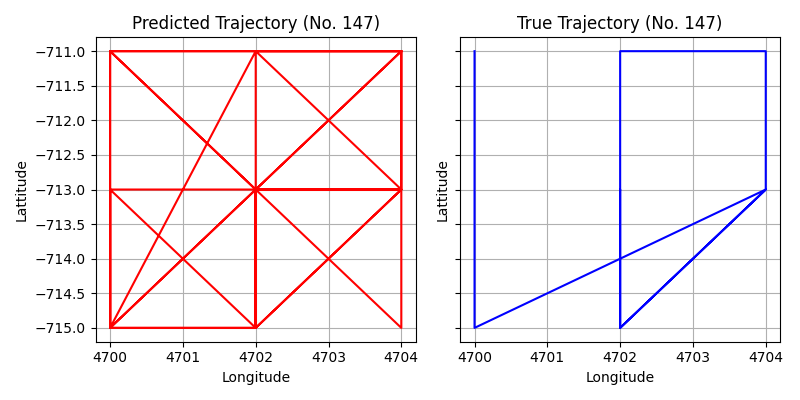 Predicted Trajectory (No. 147)
Lattitude
−711.0
−711.5
−712.0
−712.5
−713.0
−713.5
−714.0
−714.5
−715.0
4700 4701 4702 4703 4704
Longitude
True Trajectory (No. 147)
Lattitude
4700 4701 4702 4703 4704
Longitude